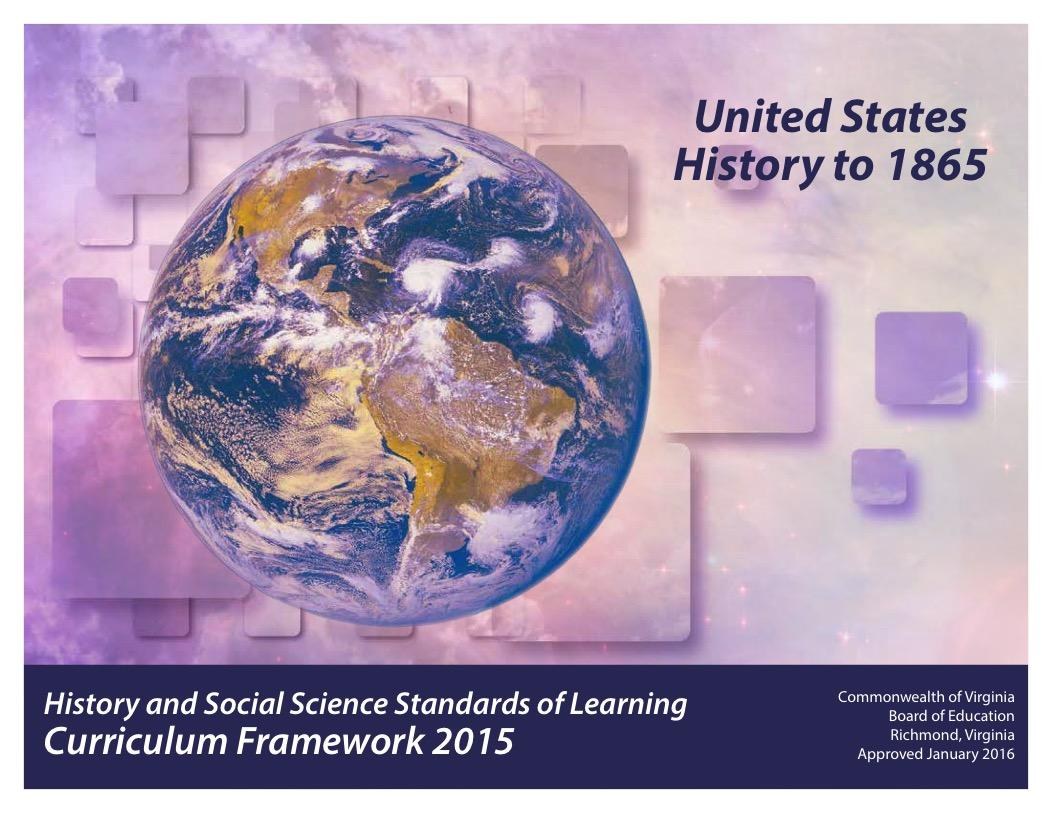 United States
History to 1865
History and Social Science Standards of Learning
Curriculum Framework 2015
Commonwealth of Virginia
Board of Education
Richmond, Virginia
Approved January 2016